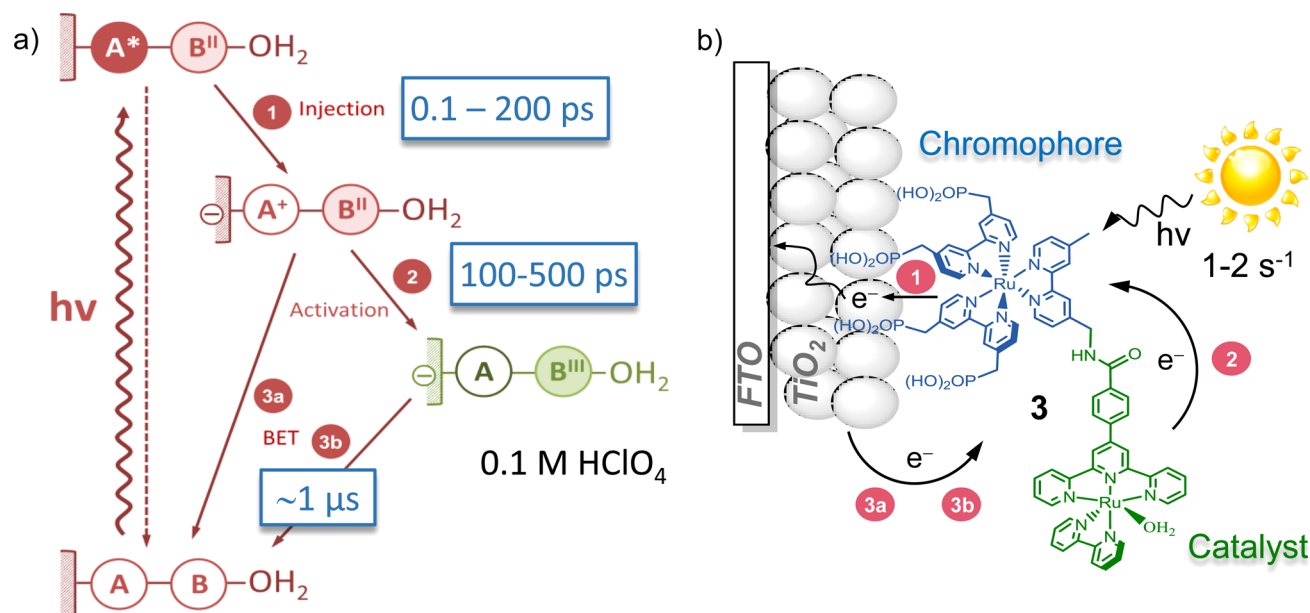 a)
A* B^II OH₂
1 Injection
0.1 – 200 ps
⊖ A⁺ B^II OH₂
hν
2
Activation
100-500 ps
⊖ A B^III OH₂
3a
BET 3b
~1 µs
0.1 M HClO₄
A B OH₂
b)
Chromophore
(HO)₂OP
(HO)₂OP
(HO)₂OP
(HO)₂OP
N
N
N
N
N
N
Ru
1
e⁻
hν
1-2 s⁻¹
FTO
TiO₂
HN
O
e⁻
2
3
e⁻
3a 3b
N
N
N
Ru
OH₂
N
N
Catalyst